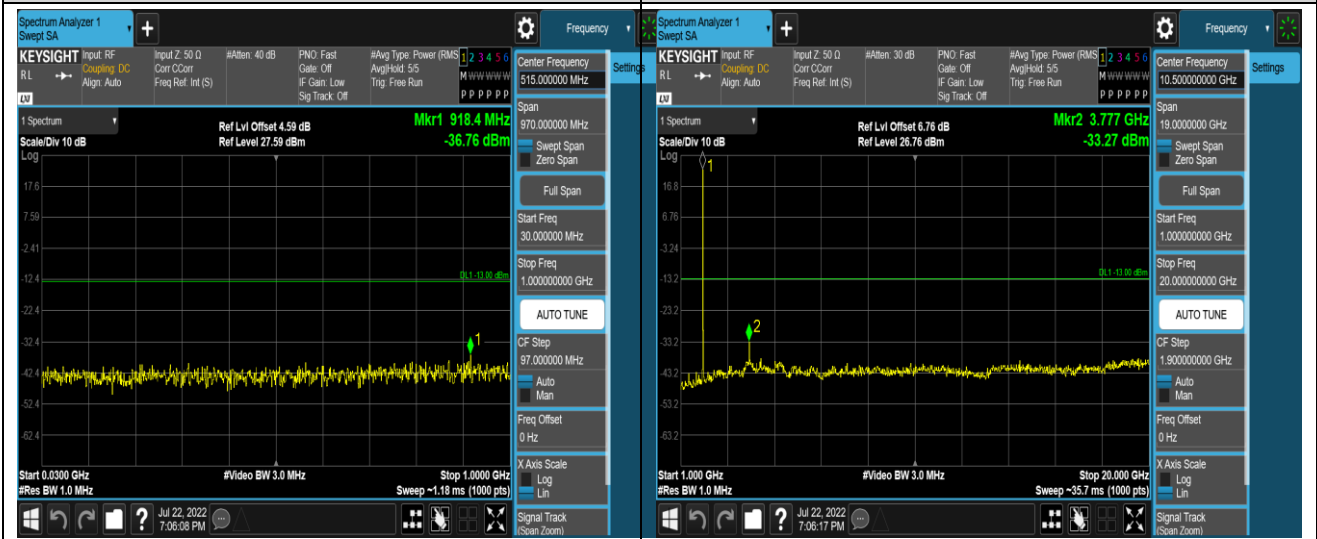 Spectrum Analyzer 1
Swept SA
+
Frequency
KEYSIGHT
RL
LXI
Input: RF
Coupling: DC
Align: Auto
Input Z: 50 Ω
Corr CCorr
Freq Ref: Int (S)
#Atten: 40 dB
PNO: Fast
Gate: Off
IF Gain: Low
Sig Track: Off
#Avg Type: Power (RMS
Avg|Hold: 5/5
Trig: Free Run
1 2 3 4 5 6
M W W W W W
P P P P P P
1 Spectrum
Scale/Div 10 dB
Log
Ref Lvl Offset 4.59 dB
Ref Level 27.59 dBm
Mkr1 918.4 MHz
-36.76 dBm
17.6
7.59
-2.41
-12.4
-22.4
-32.4
-42.4
-52.4
-62.4
DL1 -13.00 dBm
1
Start 0.0300 GHz
#Res BW 1.0 MHz
#Video BW 3.0 MHz
Stop 1.0000 GHz
Sweep ~1.18 ms (1000 pts)
?
Jul 22, 2022
7:06:08 PM
Center Frequency
515.000000 MHz
Settings
Span
970.000000 MHz
Swept Span
Zero Span
Full Span
Start Freq
30.000000 MHz
Stop Freq
1.000000000 GHz
AUTO TUNE
CF Step
97.000000 MHz
Auto
Man
Freq Offset
0 Hz
X Axis Scale
Log
Lin
Signal Track
(Span Zoom)
Spectrum Analyzer 1
Swept SA
+
Frequency
KEYSIGHT
RL
LXI
Input: RF
Coupling: DC
Align: Auto
Input Z: 50 Ω
Corr CCorr
Freq Ref: Int (S)
#Atten: 30 dB
PNO: Fast
Gate: Off
IF Gain: Low
Sig Track: Off
#Avg Type: Power (RMS
Avg|Hold: 5/5
Trig: Free Run
1 2 3 4 5 6
M W W W W W
P P P P P P
1 Spectrum
Scale/Div 10 dB
Log
Ref Lvl Offset 6.76 dB
Ref Level 26.76 dBm
Mkr2 3.777 GHz
-33.27 dBm
1
16.8
6.76
-3.24
-13.2
-23.2
-33.2
-43.2
-53.2
-63.2
DL1 -13.00 dBm
2
Start 1.000 GHz
#Res BW 1.0 MHz
#Video BW 3.0 MHz
Stop 20.000 GHz
Sweep ~35.7 ms (1000 pts)
?
Jul 22, 2022
7:06:17 PM
Center Frequency
10.500000000 GHz
Settings
Span
19.0000000 GHz
Swept Span
Zero Span
Full Span
Start Freq
1.000000000 GHz
Stop Freq
20.000000000 GHz
AUTO TUNE
CF Step
1.900000000 GHz
Auto
Man
Freq Offset
0 Hz
X Axis Scale
Log
Lin
Signal Track
(Span Zoom)